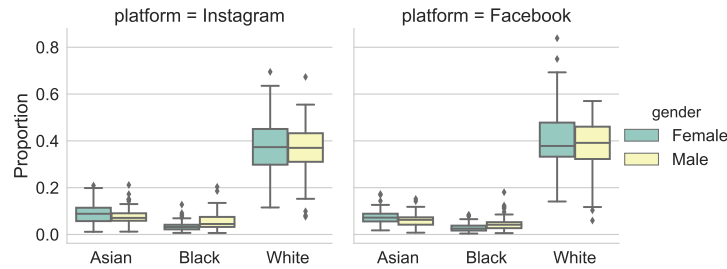 platform = Instagram
platform = Facebook
Proportion
0.8
0.6
0.4
0.2
0.0
Asian Black White
Asian Black White
gender
Female
Male